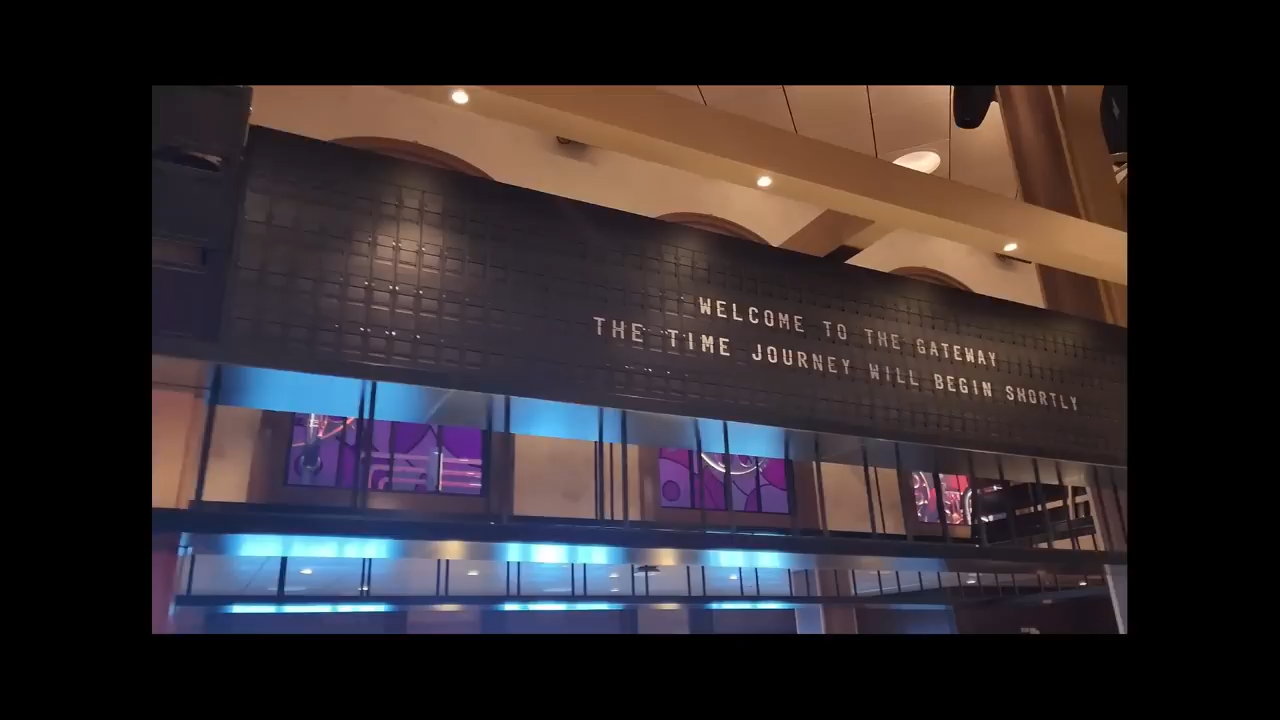 WELCOME TO THE GATEWAY
THE TIME JOURNEY WILL BEGIN SHORTLY